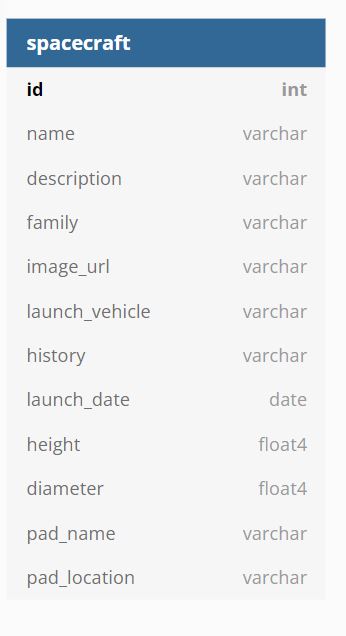 spacecraft
id int
name varchar
description varchar
family varchar
image_url varchar
launch_vehicle varchar
history varchar
launch_date date
height float4
diameter float4
pad_name varchar
pad_location varchar